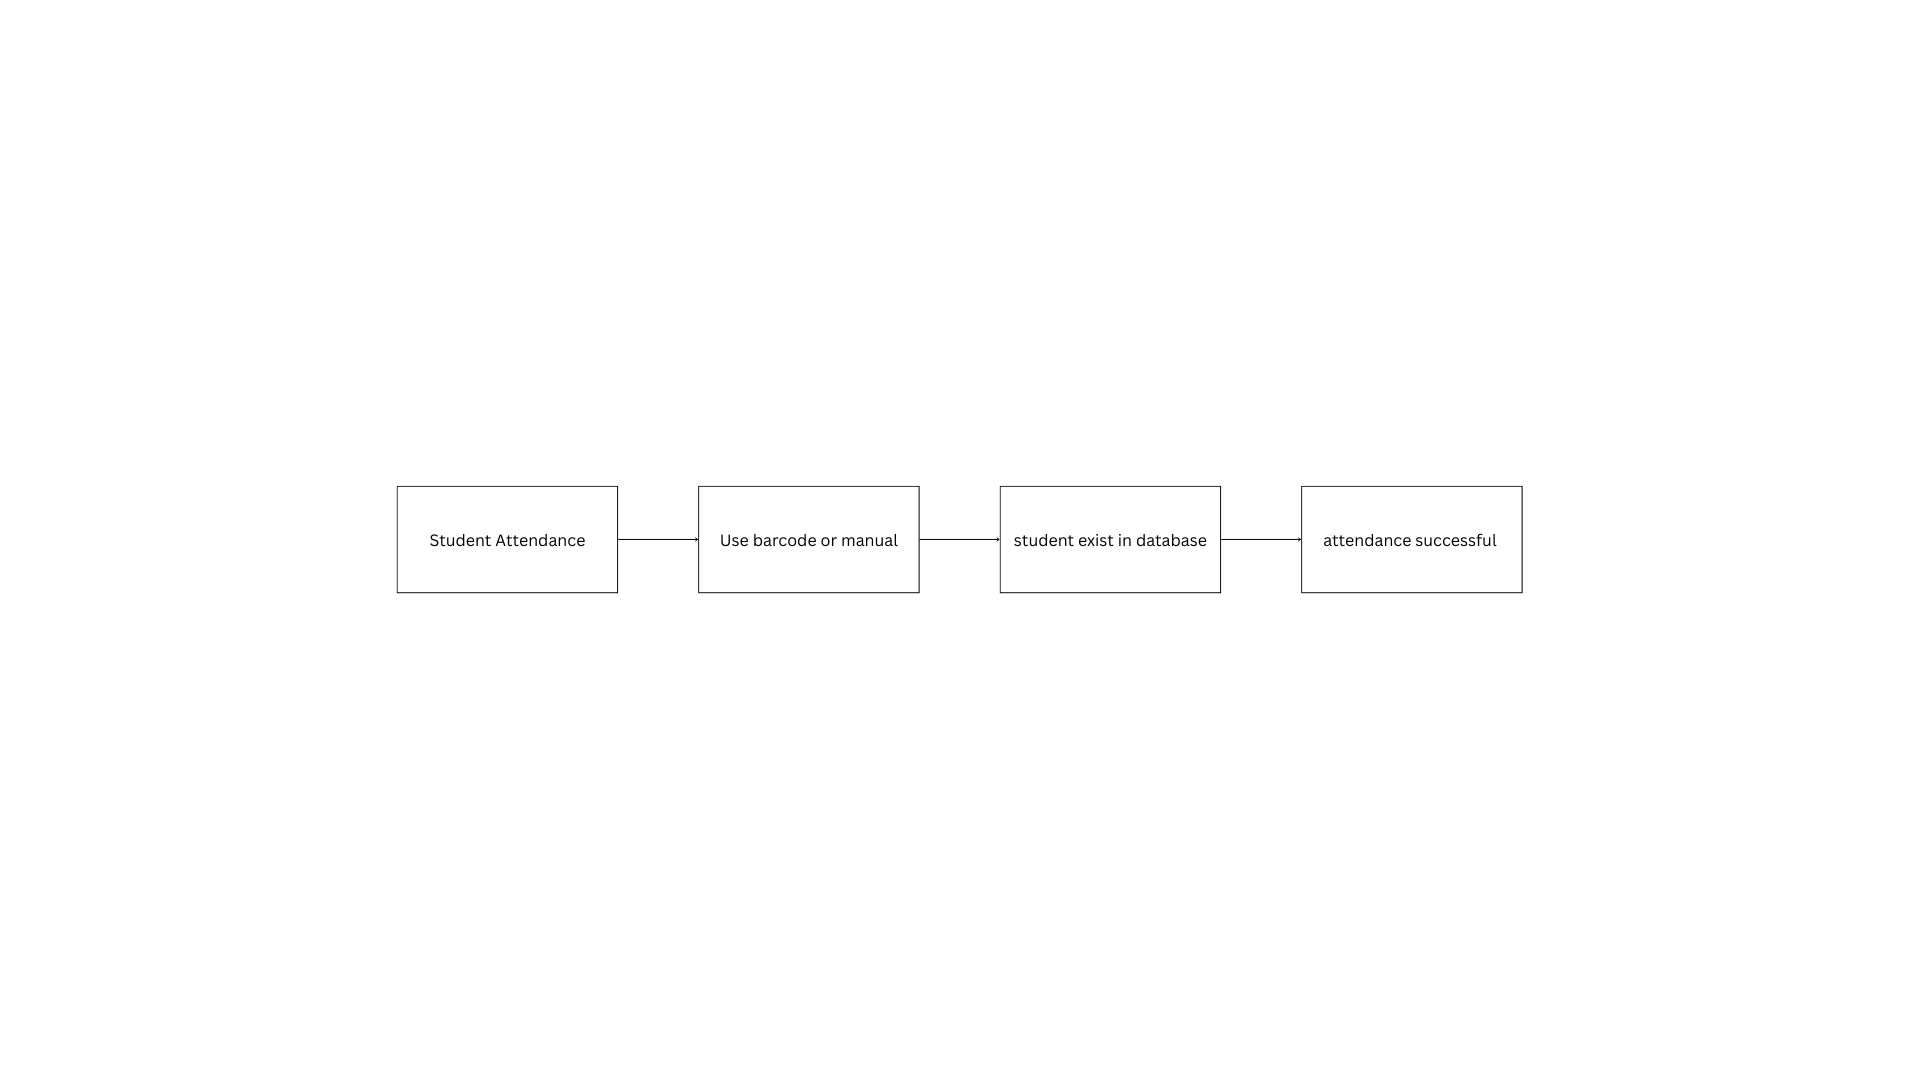 Student Attendance
Use barcode or manual
student exist in database
attendance successful